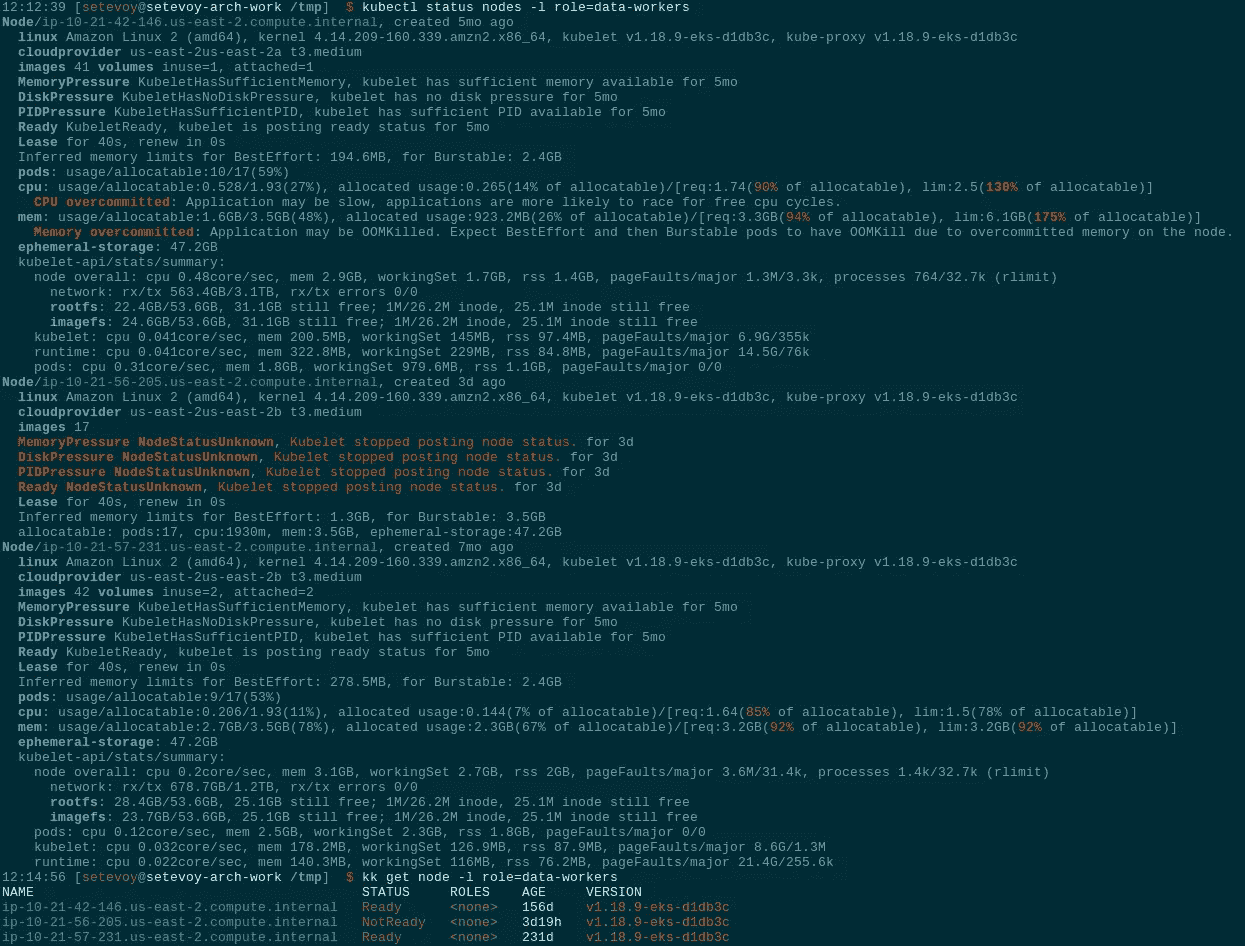 12:12:39 [setevoy@setevoy-arch-work /tmp]  $ kubectl status nodes -l role=data-workers
Node/ip-10-21-42-146.us-east-2.compute.internal, created 5mo ago
  linux Amazon Linux 2 (amd64), kernel 4.14.209-160.339.amzn2.x86_64, kubelet v1.18.9-eks-d1db3c, kube-proxy v1.18.9-eks-d1db3c
  cloudprovider us-east-2us-east-2a t3.medium
  images 41 volumes inuse=1, attached=1
  MemoryPressure KubeletHasSufficientMemory, kubelet has sufficient memory available for 5mo
  DiskPressure KubeletHasNoDiskPressure, kubelet has no disk pressure for 5mo
  PIDPressure KubeletHasSufficientPID, kubelet has sufficient PID available for 5mo
  Ready KubeletReady, kubelet is posting ready status for 5mo
  Lease for 40s, renew in 0s
  Inferred memory limits for BestEffort: 194.6MB, for Burstable: 2.4GB
  pods: usage/allocatable:10/17(59%)
  cpu: usage/allocatable:0.528/1.93(27%), allocated usage:0.265(14% of allocatable)/[req:1.74(90% of allocatable), lim:2.5(130% of allocatable)]
    CPU overcommitted: Application may be slow, applications are more likely to race for free cpu cycles.
  mem: usage/allocatable:1.6GB/3.5GB(48%), allocated usage:923.2MB(26% of allocatable)/[req:3.3GB(94% of allocatable), lim:6.1GB(175% of allocatable)]
    Memory overcommitted: Application may be OOMKilled. Expect BestEffort and then Burstable pods to have OOMKill due to overcommitted memory on the node.
  ephemeral-storage: 47.2GB
  kubelet-api/stats/summary:
    node overall: cpu 0.48core/sec, mem 2.9GB, workingSet 1.7GB, rss 1.4GB, pageFaults/major 1.3M/3.3k, processes 764/32.7k (rlimit)
      network: rx/tx 563.4GB/3.1TB, rx/tx errors 0/0
      rootfs: 22.4GB/53.6GB, 31.1GB still free; 1M/26.2M inode, 25.1M inode still free
      imagefs: 24.6GB/53.6GB, 31.1GB still free; 1M/26.2M inode, 25.1M inode still free
    kubelet: cpu 0.041core/sec, mem 200.5MB, workingSet 145MB, rss 97.4MB, pageFaults/major 6.9G/355k
    runtime: cpu 0.041core/sec, mem 322.8MB, workingSet 229MB, rss 84.8MB, pageFaults/major 14.5G/76k
    pods: cpu 0.31core/sec, mem 1.8GB, workingSet 979.6MB, rss 1.1GB, pageFaults/major 0/0
Node/ip-10-21-56-205.us-east-2.compute.internal, created 3d ago
  linux Amazon Linux 2 (amd64), kernel 4.14.209-160.339.amzn2.x86_64, kubelet v1.18.9-eks-d1db3c, kube-proxy v1.18.9-eks-d1db3c
  cloudprovider us-east-2us-east-2b t3.medium
  images 17
  MemoryPressure NodeStatusUnknown, Kubelet stopped posting node status. for 3d
  DiskPressure NodeStatusUnknown, Kubelet stopped posting node status. for 3d
  PIDPressure NodeStatusUnknown, Kubelet stopped posting node status. for 3d
  Ready NodeStatusUnknown, Kubelet stopped posting node status. for 3d
  Lease for 40s, renew in 0s
  Inferred memory limits for BestEffort: 1.3GB, for Burstable: 3.5GB
  allocatable: pods:17, cpu:1930m, mem:3.5GB, ephemeral-storage:47.2GB
Node/ip-10-21-57-231.us-east-2.compute.internal, created 7mo ago
  linux Amazon Linux 2 (amd64), kernel 4.14.209-160.339.amzn2.x86_64, kubelet v1.18.9-eks-d1db3c, kube-proxy v1.18.9-eks-d1db3c
  cloudprovider us-east-2us-east-2b t3.medium
  images 42 volumes inuse=2, attached=2
  MemoryPressure KubeletHasSufficientMemory, kubelet has sufficient memory available for 5mo
  DiskPressure KubeletHasNoDiskPressure, kubelet has no disk pressure for 5mo
  PIDPressure KubeletHasSufficientPID, kubelet has sufficient PID available for 5mo
  Ready KubeletReady, kubelet is posting ready status for 5mo
  Lease for 40s, renew in 0s
  Inferred memory limits for BestEffort: 278.5MB, for Burstable: 2.4GB
  pods: usage/allocatable:9/17(53%)
  cpu: usage/allocatable:0.206/1.93(11%), allocated usage:0.144(7% of allocatable)/[req:1.64(85% of allocatable), lim:1.5(78% of allocatable)]
  mem: usage/allocatable:2.7GB/3.5GB(78%), allocated usage:2.3GB(67% of allocatable)/[req:3.2GB(92% of allocatable), lim:3.2GB(92% of allocatable)]
  ephemeral-storage: 47.2GB
  kubelet-api/stats/summary:
    node overall: cpu 0.2core/sec, mem 3.1GB, workingSet 2.7GB, rss 2GB, pageFaults/major 3.6M/31.4k, processes 1.4k/32.7k (rlimit)
      network: rx/tx 678.7GB/1.2TB, rx/tx errors 0/0
      rootfs: 28.4GB/53.6GB, 25.1GB still free; 1M/26.2M inode, 25.1M inode still free
      imagefs: 23.7GB/53.6GB, 25.1GB still free; 1M/26.2M inode, 25.1M inode still free
    pods: cpu 0.12core/sec, mem 2.5GB, workingSet 2.3GB, rss 1.8GB, pageFaults/major 0/0
    kubelet: cpu 0.032core/sec, mem 178.2MB, workingSet 126.9MB, rss 87.9MB, pageFaults/major 8.6G/1.3M
    runtime: cpu 0.022core/sec, mem 140.3MB, workingSet 116MB, rss 76.2MB, pageFaults/major 21.4G/255.6k
12:14:56 [setevoy@setevoy-arch-work /tmp]  $ kk get node -l role=data-workers
NAME                                         STATUS     ROLES    AGE     VERSION
ip-10-21-42-146.us-east-2.compute.internal   Ready      <none>   156d    v1.18.9-eks-d1db3c
ip-10-21-56-205.us-east-2.compute.internal   NotReady   <none>   3d19h   v1.18.9-eks-d1db3c
ip-10-21-57-231.us-east-2.compute.internal   Ready      <none>   231d    v1.18.9-eks-d1db3c